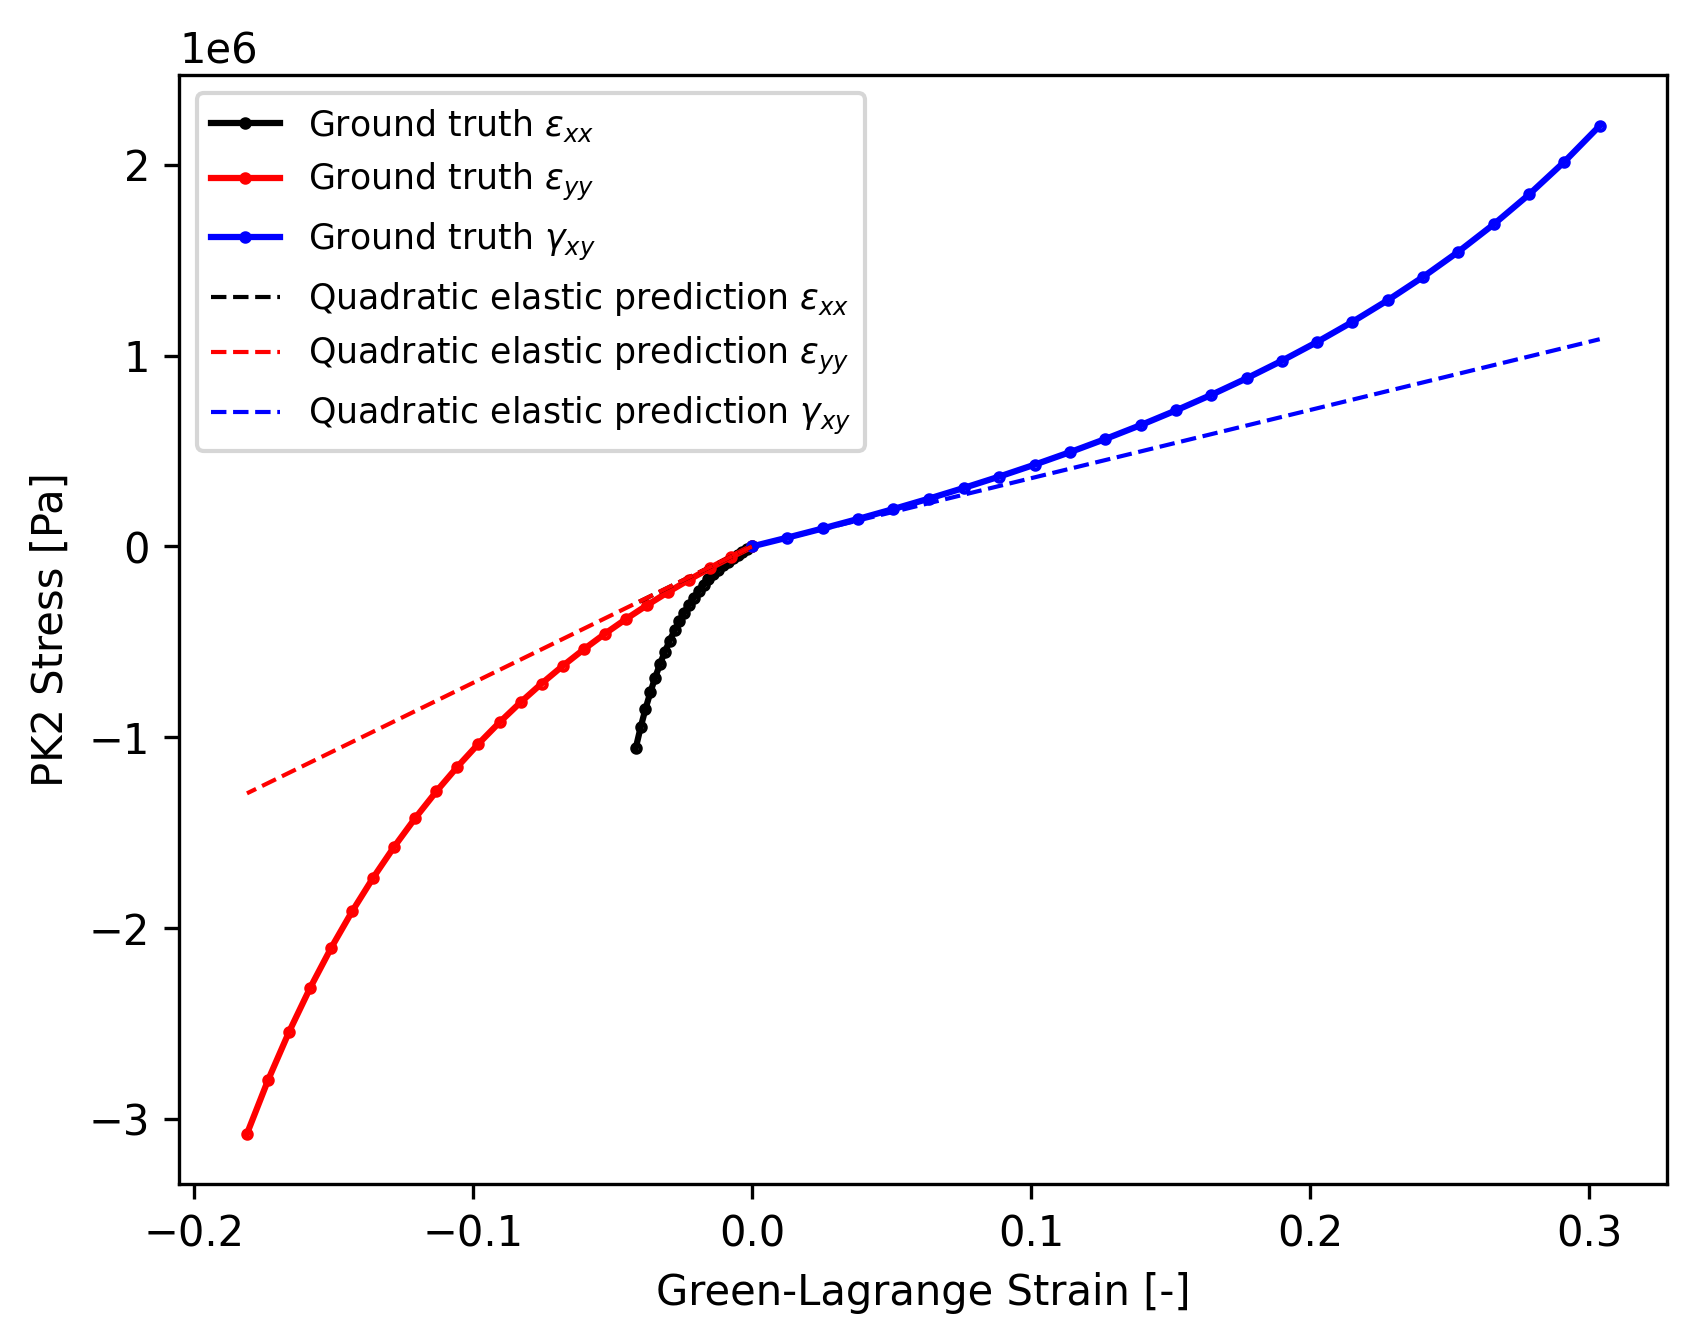 1e6
Ground truth εxx
Ground truth εyy
Ground truth γxy
Quadratic elastic prediction εxx
Quadratic elastic prediction εyy
Quadratic elastic prediction γxy
PK2 Stress [Pa]
2
1
0
−1
−2
−3
−0.2 −0.1 0.0 0.1 0.2 0.3
Green-Lagrange Strain [-]